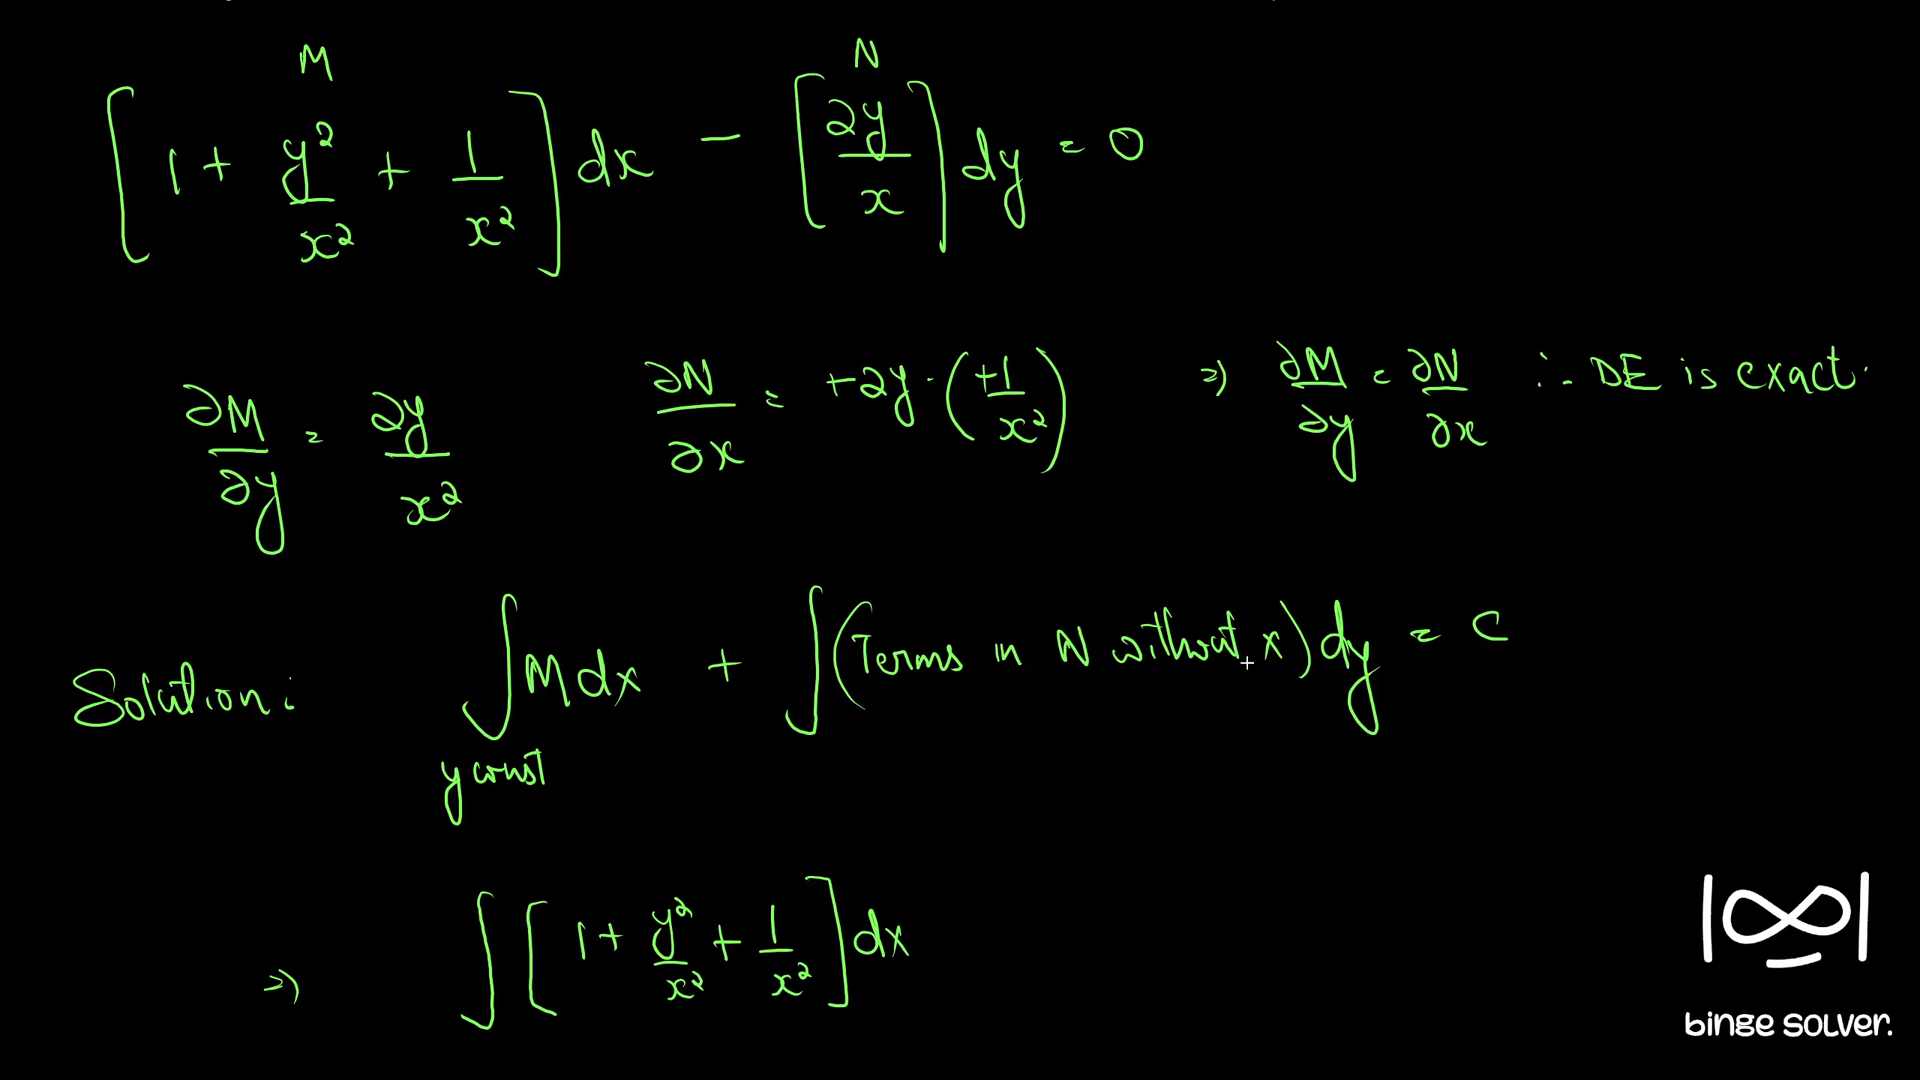 M N
[1 + y²/x² + 1/x²] dx - [2y/x] dy = 0
∂M/∂y = 2y/x² ∂N/∂x = +2y·(+1/x²) ⇒ ∂M/∂y = ∂N/∂x ∴ DE is exact.
Solution: ∫ M dx + ∫ (Terms in N without x) dy = C
y const
⇒ ∫ [1 + y²/x² + 1/x²] dx
binge solver.